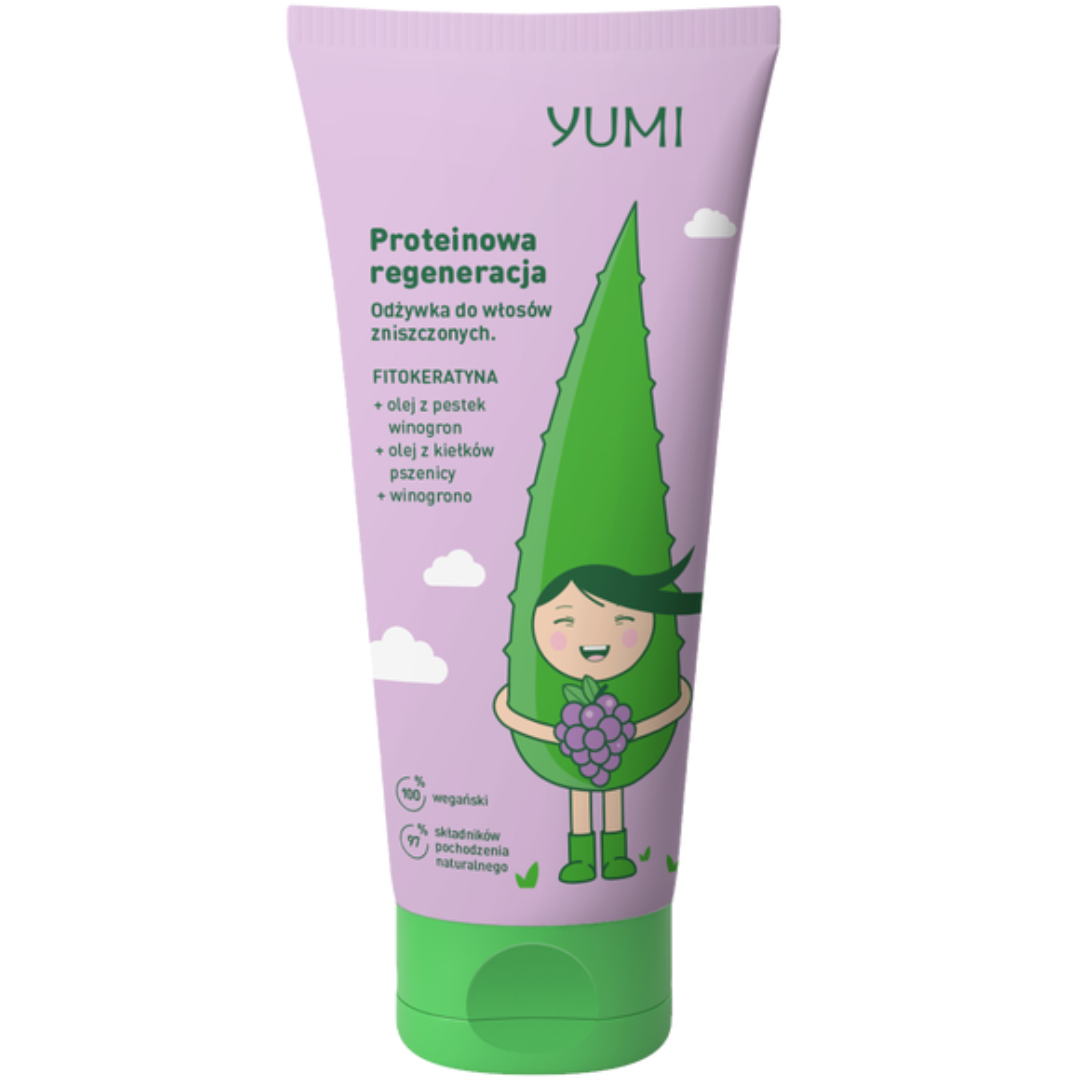 YUMI
Proteinowa
regeneracja
Odżywka do włosów
zniszczonych.
FITOKERATYNA
+ olej z pestek
winogron
+ olej z kiełków
pszenicy
+ winogrono
100 % wegański
97 % składników
pochodzenia
naturalnego